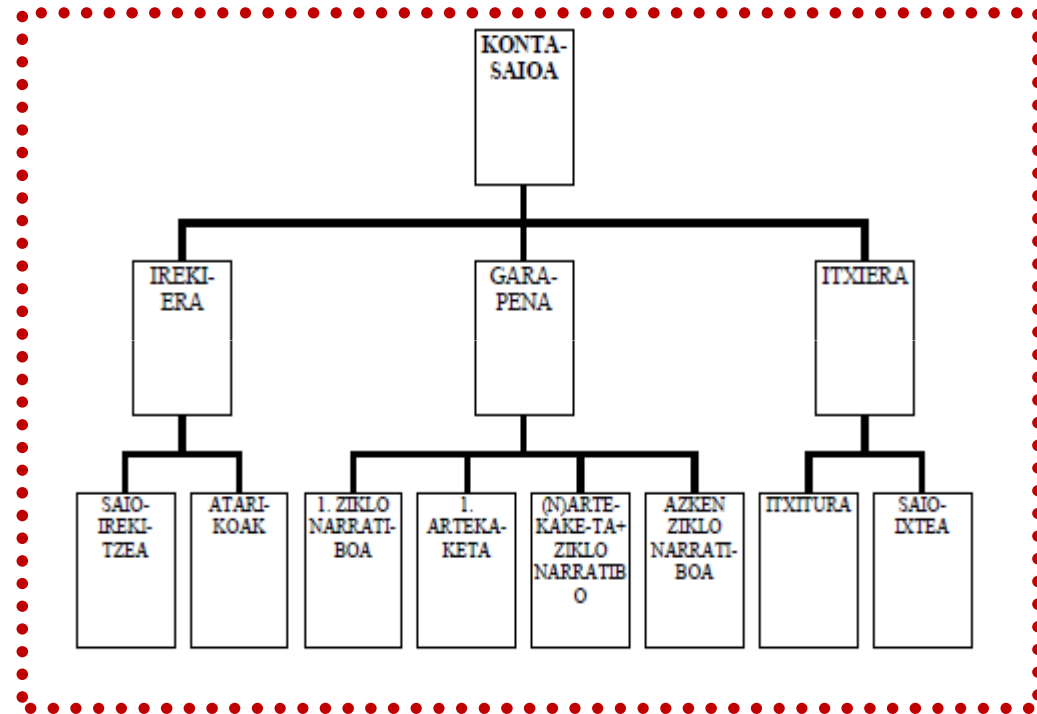 KONTA-
SAIOA
IREKI-
ERA
GARA-
PENA
ITXIERA
SAIO-
IREKI-
TZEA
ATARI-
KOAK
1. ZIKLO
NARRATI-
BOA
1.
ARTEKA-
KETA
(N)ARTE-
KAKE-TA+
ZIKLO
NARRATIB
O
AZKEN
ZIKLO
NARRATI-
BOA
ITXITURA
SAIO-
IXTEA